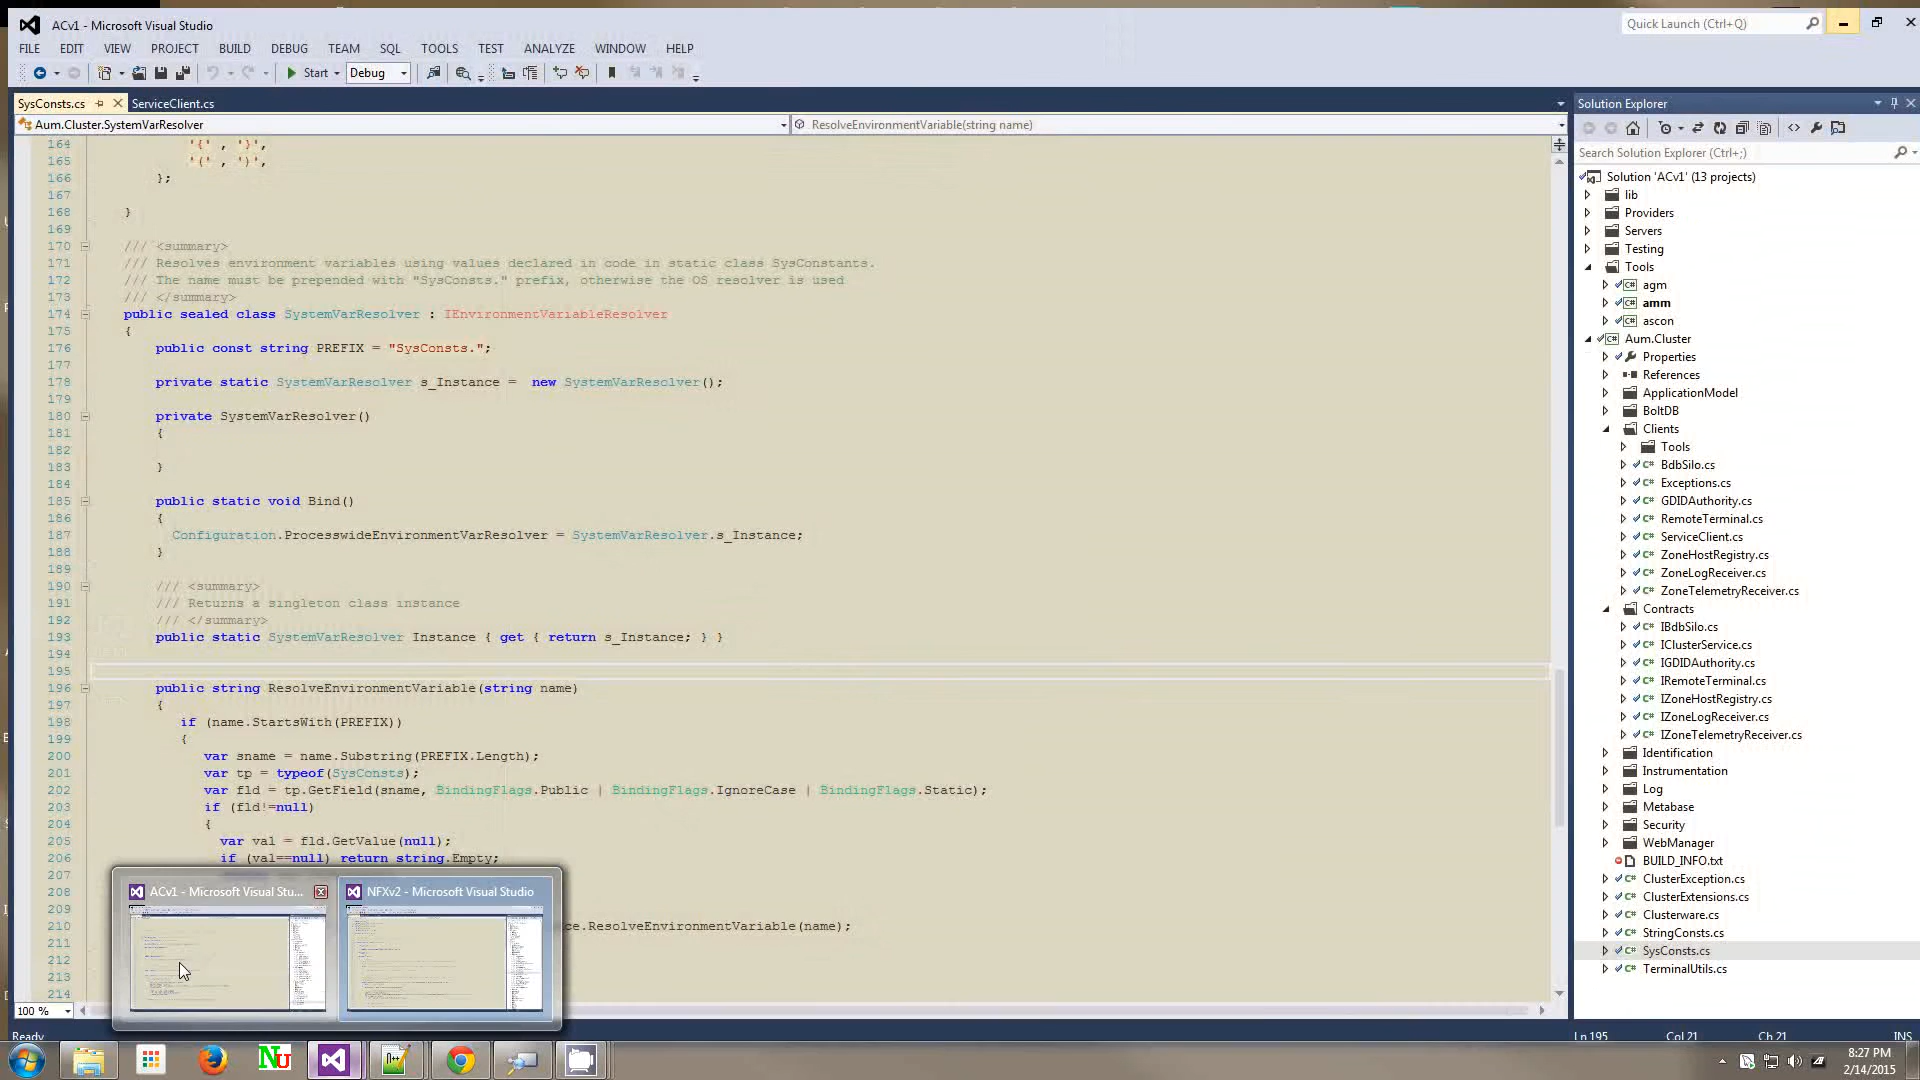 ACv1 - Microsoft Visual Studio
Quick Launch (Ctrl+Q)
FILE EDIT VIEW PROJECT BUILD DEBUG TEAM SQL TOOLS TEST ANALYZE WINDOW HELP
Start Debug
SysConsts.cs ServiceClient.cs
Aum.Cluster.SystemVarResolver ResolveEnvironmentVariable(string name)
164 '{' , '}',
165 '(' , ')',
166 };
167
168 }
169
170 /// <summary>
171 /// Resolves environment variables using values declared in code in static class SysConstants.
172 /// The name must be prepended with "SysConsts." prefix, otherwise the OS resolver is used
173 /// </summary>
174 public sealed class SystemVarResolver : IEnvironmentVariableResolver
175 {
176 public const string PREFIX = "SysConsts.";
177
178 private static SystemVarResolver s_Instance =  new SystemVarResolver();
179
180 private SystemVarResolver()
181 {
182
183 }
184
185 public static void Bind()
186 {
187 Configuration.ProcesswideEnvironmentVarResolver = SystemVarResolver.s_Instance;
188 }
189
190 /// <summary>
191 /// Returns a singleton class instance
192 /// </summary>
193 public static SystemVarResolver Instance { get { return s_Instance; } }
194
195
196 public string ResolveEnvironmentVariable(string name)
197 {
198 if (name.StartsWith(PREFIX))
199 {
200 var sname = name.Substring(PREFIX.Length);
201 var tp = typeof(SysConsts);
202 var fld = tp.GetField(sname, BindingFlags.Public | BindingFlags.IgnoreCase | BindingFlags.Static);
203 if (fld!=null)
204 {
205 var val = fld.GetValue(null);
206 if (val==null) return string.Empty;
207
208
209
210 ce.ResolveEnvironmentVariable(name);
211
212
213
214
ACv1 - Microsoft Visual Stu...
NFXv2 - Microsoft Visual Studio
100 %
Solution Explorer
Search Solution Explorer (Ctrl+;)
Solution 'ACv1' (13 projects)
lib
Providers
Servers
Testing
Tools
agm
amm
ascon
Aum.Cluster
Properties
References
ApplicationModel
BoltDB
Clients
Tools
BdbSilo.cs
Exceptions.cs
GDIDAuthority.cs
RemoteTerminal.cs
ServiceClient.cs
ZoneHostRegistry.cs
ZoneLogReceiver.cs
ZoneTelemetryReceiver.cs
Contracts
IBdbSilo.cs
IClusterService.cs
IGDIDAuthority.cs
IRemoteTerminal.cs
IZoneHostRegistry.cs
IZoneLogReceiver.cs
IZoneTelemetryReceiver.cs
Identification
Instrumentation
Log
Metabase
Security
WebManager
BUILD_INFO.txt
ClusterException.cs
ClusterExtensions.cs
Clusterware.cs
StringConsts.cs
SysConsts.cs
TerminalUtils.cs
Ready Ln 195 Col 21 Ch 21 INS
Nu
8:27 PM
2/14/2015